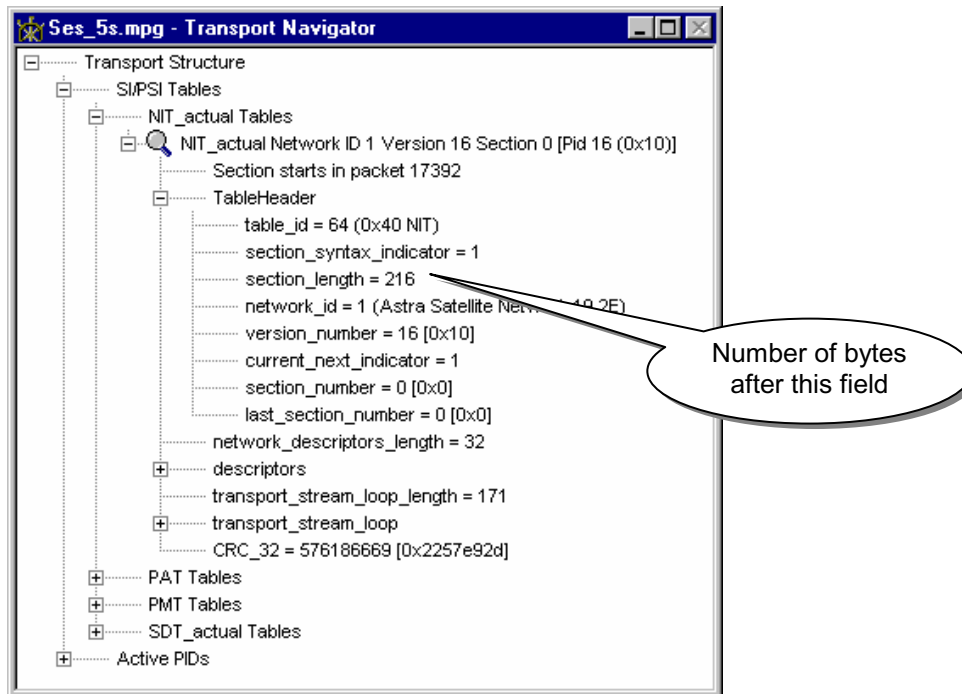 Ses_5s.mpg - Transport Navigator
Transport Structure
SI/PSI Tables
NIT_actual Tables
NIT_actual Network ID 1 Version 16 Section 0 [Pid 16 (0x10)]
Section starts in packet 17392
TableHeader
table_id = 64 (0x40 NIT)
section_syntax_indicator = 1
section_length = 216
network_id = 1 (Astra Satellite Network 19.2E)
version_number = 16 [0x10]
current_next_indicator = 1
section_number = 0 [0x0]
last_section_number = 0 [0x0]
network_descriptors_length = 32
descriptors
transport_stream_loop_length = 171
transport_stream_loop
CRC_32 = 576186669 [0x2257e92d]
PAT Tables
PMT Tables
SDT_actual Tables
Active PIDs
Number of bytes
after this field